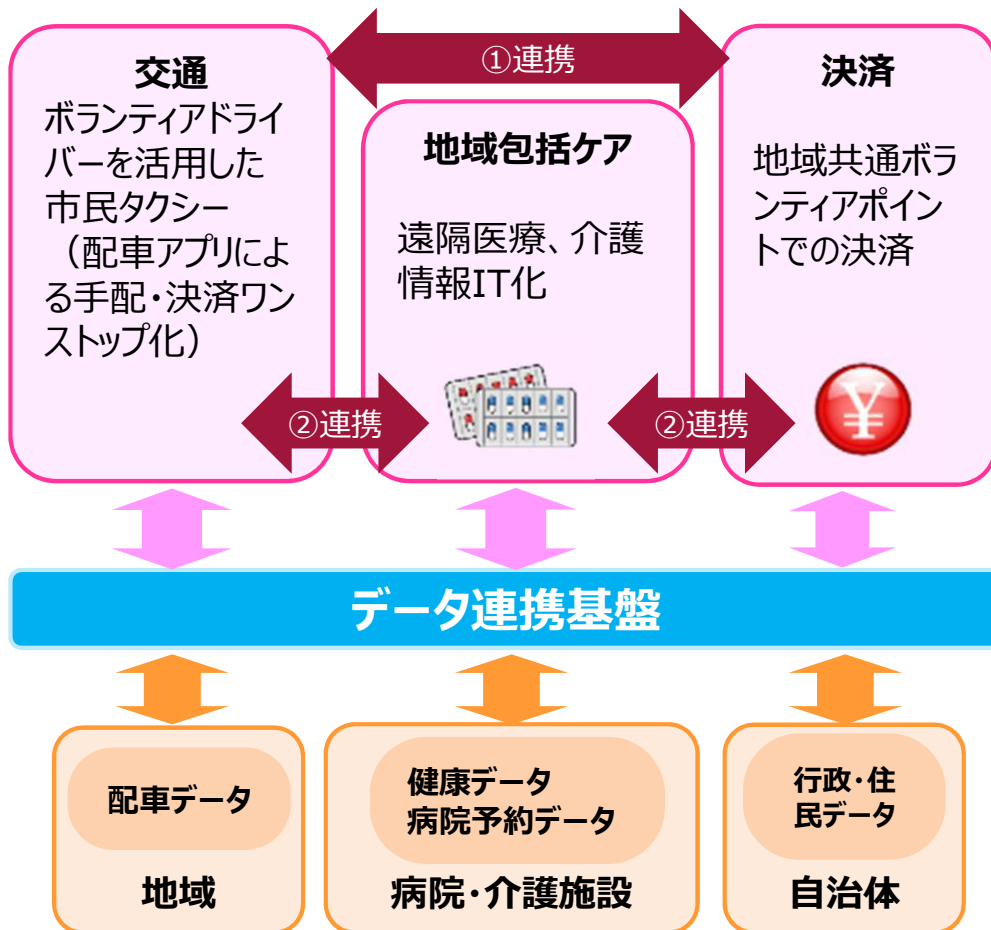 ①連携
交通
ボランティアドライ
バーを活用した
市民タクシー
(配車アプリによ
る手配・決済ワン
ストップ化)
地域包括ケア
遠隔医療、介護
情報IT化
決済
地域共通ボラ
ンティアポイン
トでの決済
②連携
②連携
¥
データ連携基盤
配車データ
地域
健康データ
病院予約データ
病院・介護施設
行政・住
民データ
自治体